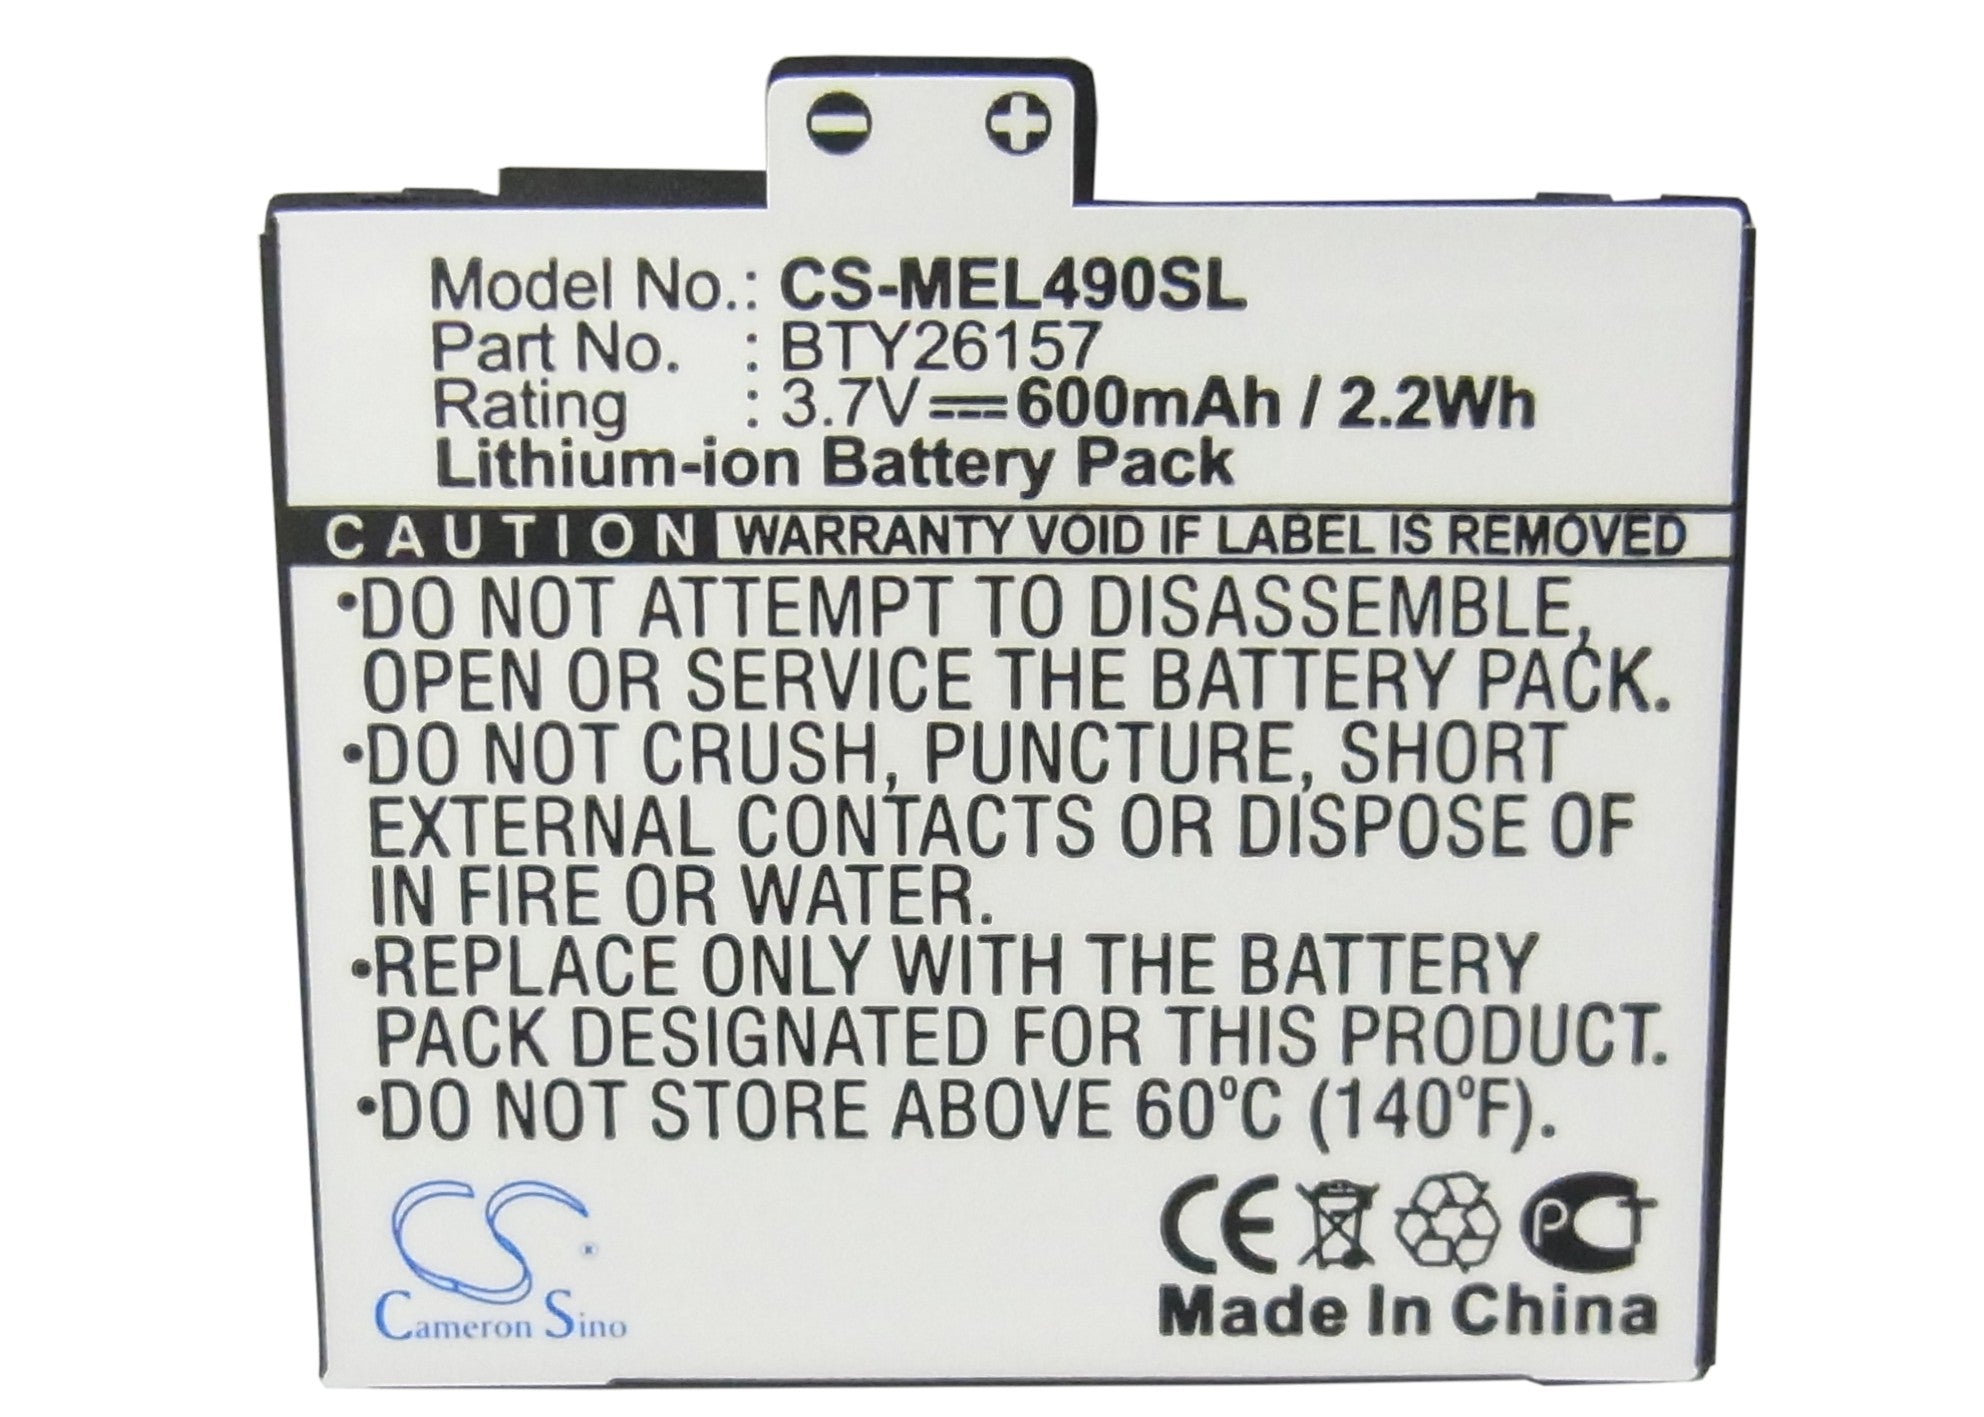 Model No.: CS-MEL490SL
Part No. : BTY26157
Rating : 3.7V 600mAh / 2.2Wh
Lithium-ion Battery Pack
CAUTION WARRANTY VOID IF LABEL IS REMOVED
•DO NOT ATTEMPT TO DISASSEMBLE,
OPEN OR SERVICE THE BATTERY PACK.
•DO NOT CRUSH, PUNCTURE, SHORT
EXTERNAL CONTACTS OR DISPOSE OF
IN FIRE OR WATER.
•REPLACE ONLY WITH THE BATTERY
PACK DESIGNATED FOR THIS PRODUCT.
•DO NOT STORE ABOVE 60°C (140°F).
CS ®
Cameron Sino
CE PCT
Made In China